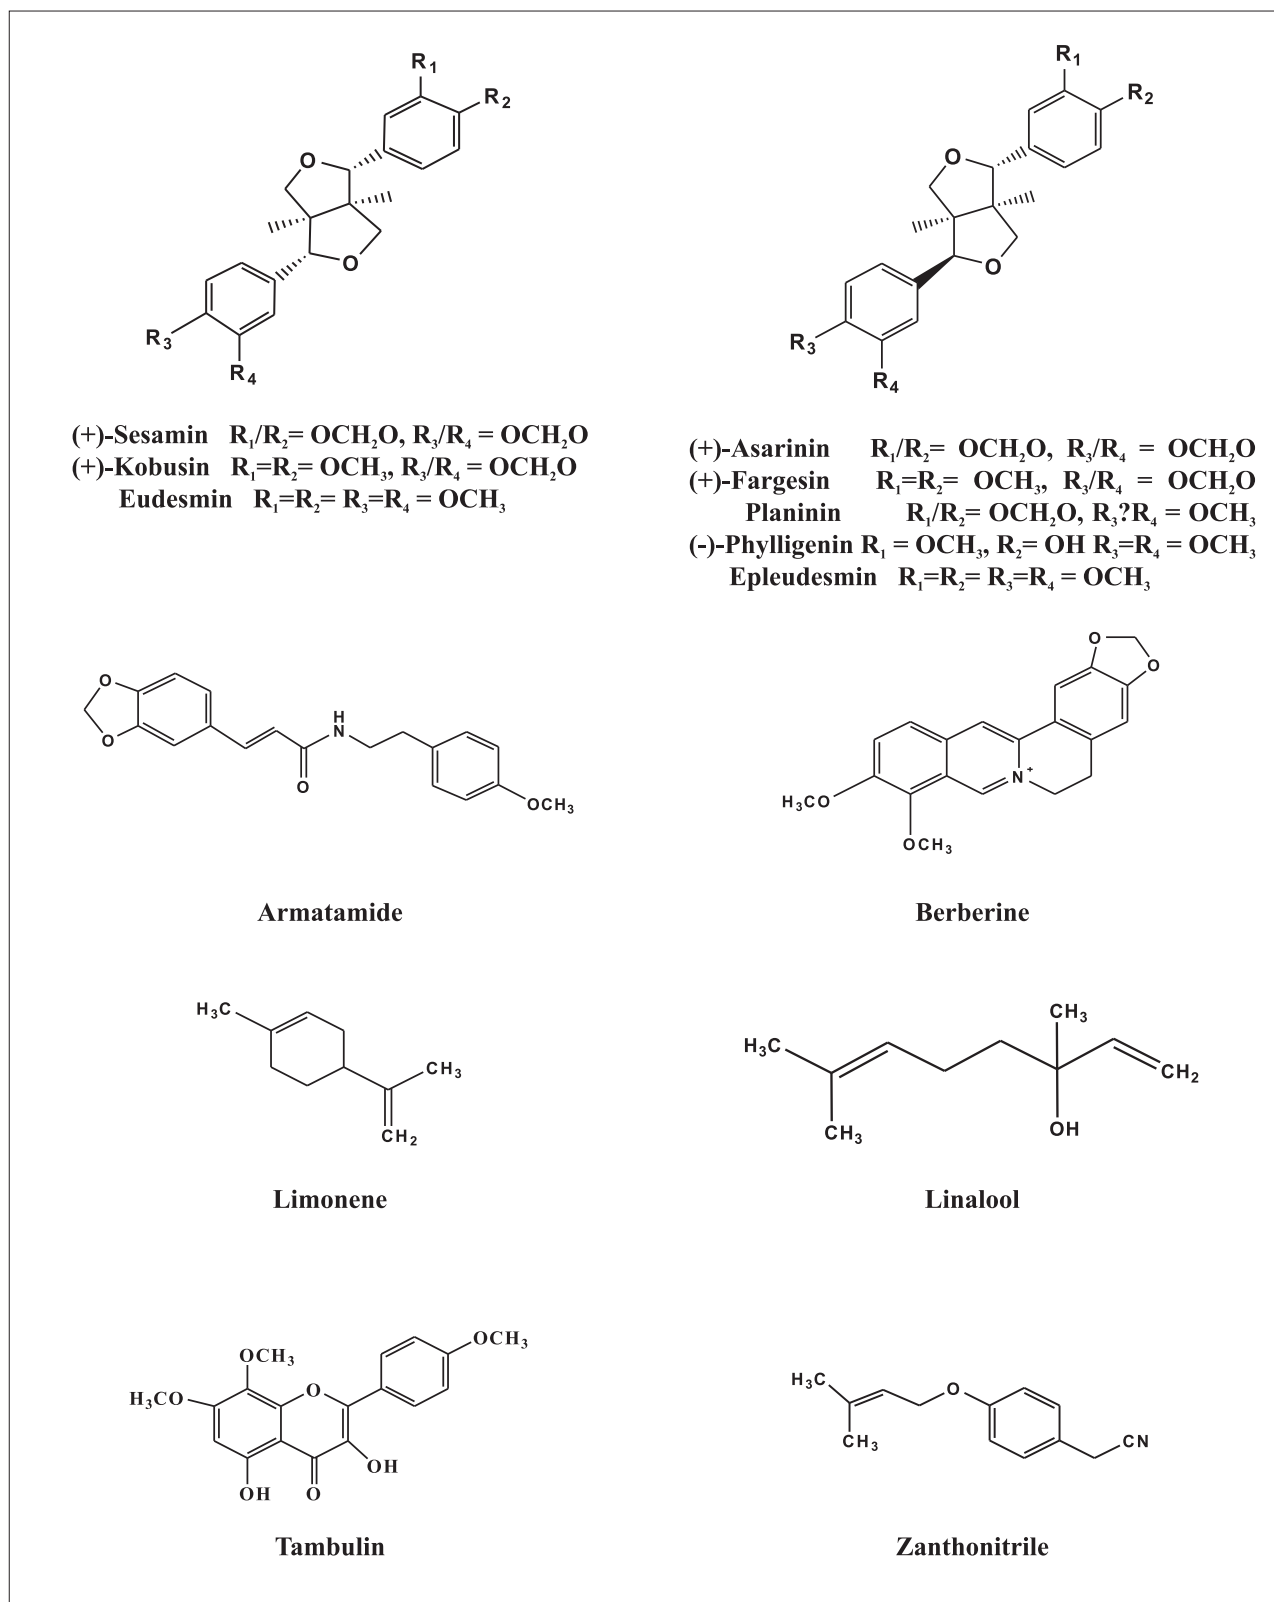 R₁
R₂
O
O
R₃
R₄
(+)-Sesamin R₁/R₂= OCH₂O, R₃/R₄ = OCH₂O
(+)-Kobusin R₁=R₂= OCH₃, R₃/R₄ = OCH₂O
Eudesmin R₁=R₂= R₃=R₄ = OCH₃
R₁
R₂
O
O
R₃
R₄
(+)-Asarinin R₁/R₂= OCH₂O, R₃/R₄ = OCH₂O
(+)-Fargesin R₁=R₂= OCH₃, R₃/R₄ = OCH₂O
Planinin R₁/R₂= OCH₂O, R₃?R₄ = OCH₃
(-)-Phylligenin R₁ = OCH₃, R₂= OH R₃=R₄ = OCH₃
Epleudesmin R₁=R₂= R₃=R₄ = OCH₃
O
O
H
N
O
OCH₃
Armatamide
O
O
N⁺
H₃CO
OCH₃
Berberine
H₃C
CH₃
CH₂
Limonene
CH₃
H₃C
CH₂
CH₃
OH
Linalool
OCH₃
OCH₃
H₃CO
O
OH
OH
O
Tambulin
H₃C
O
CH₃
CN
Zanthonitrile